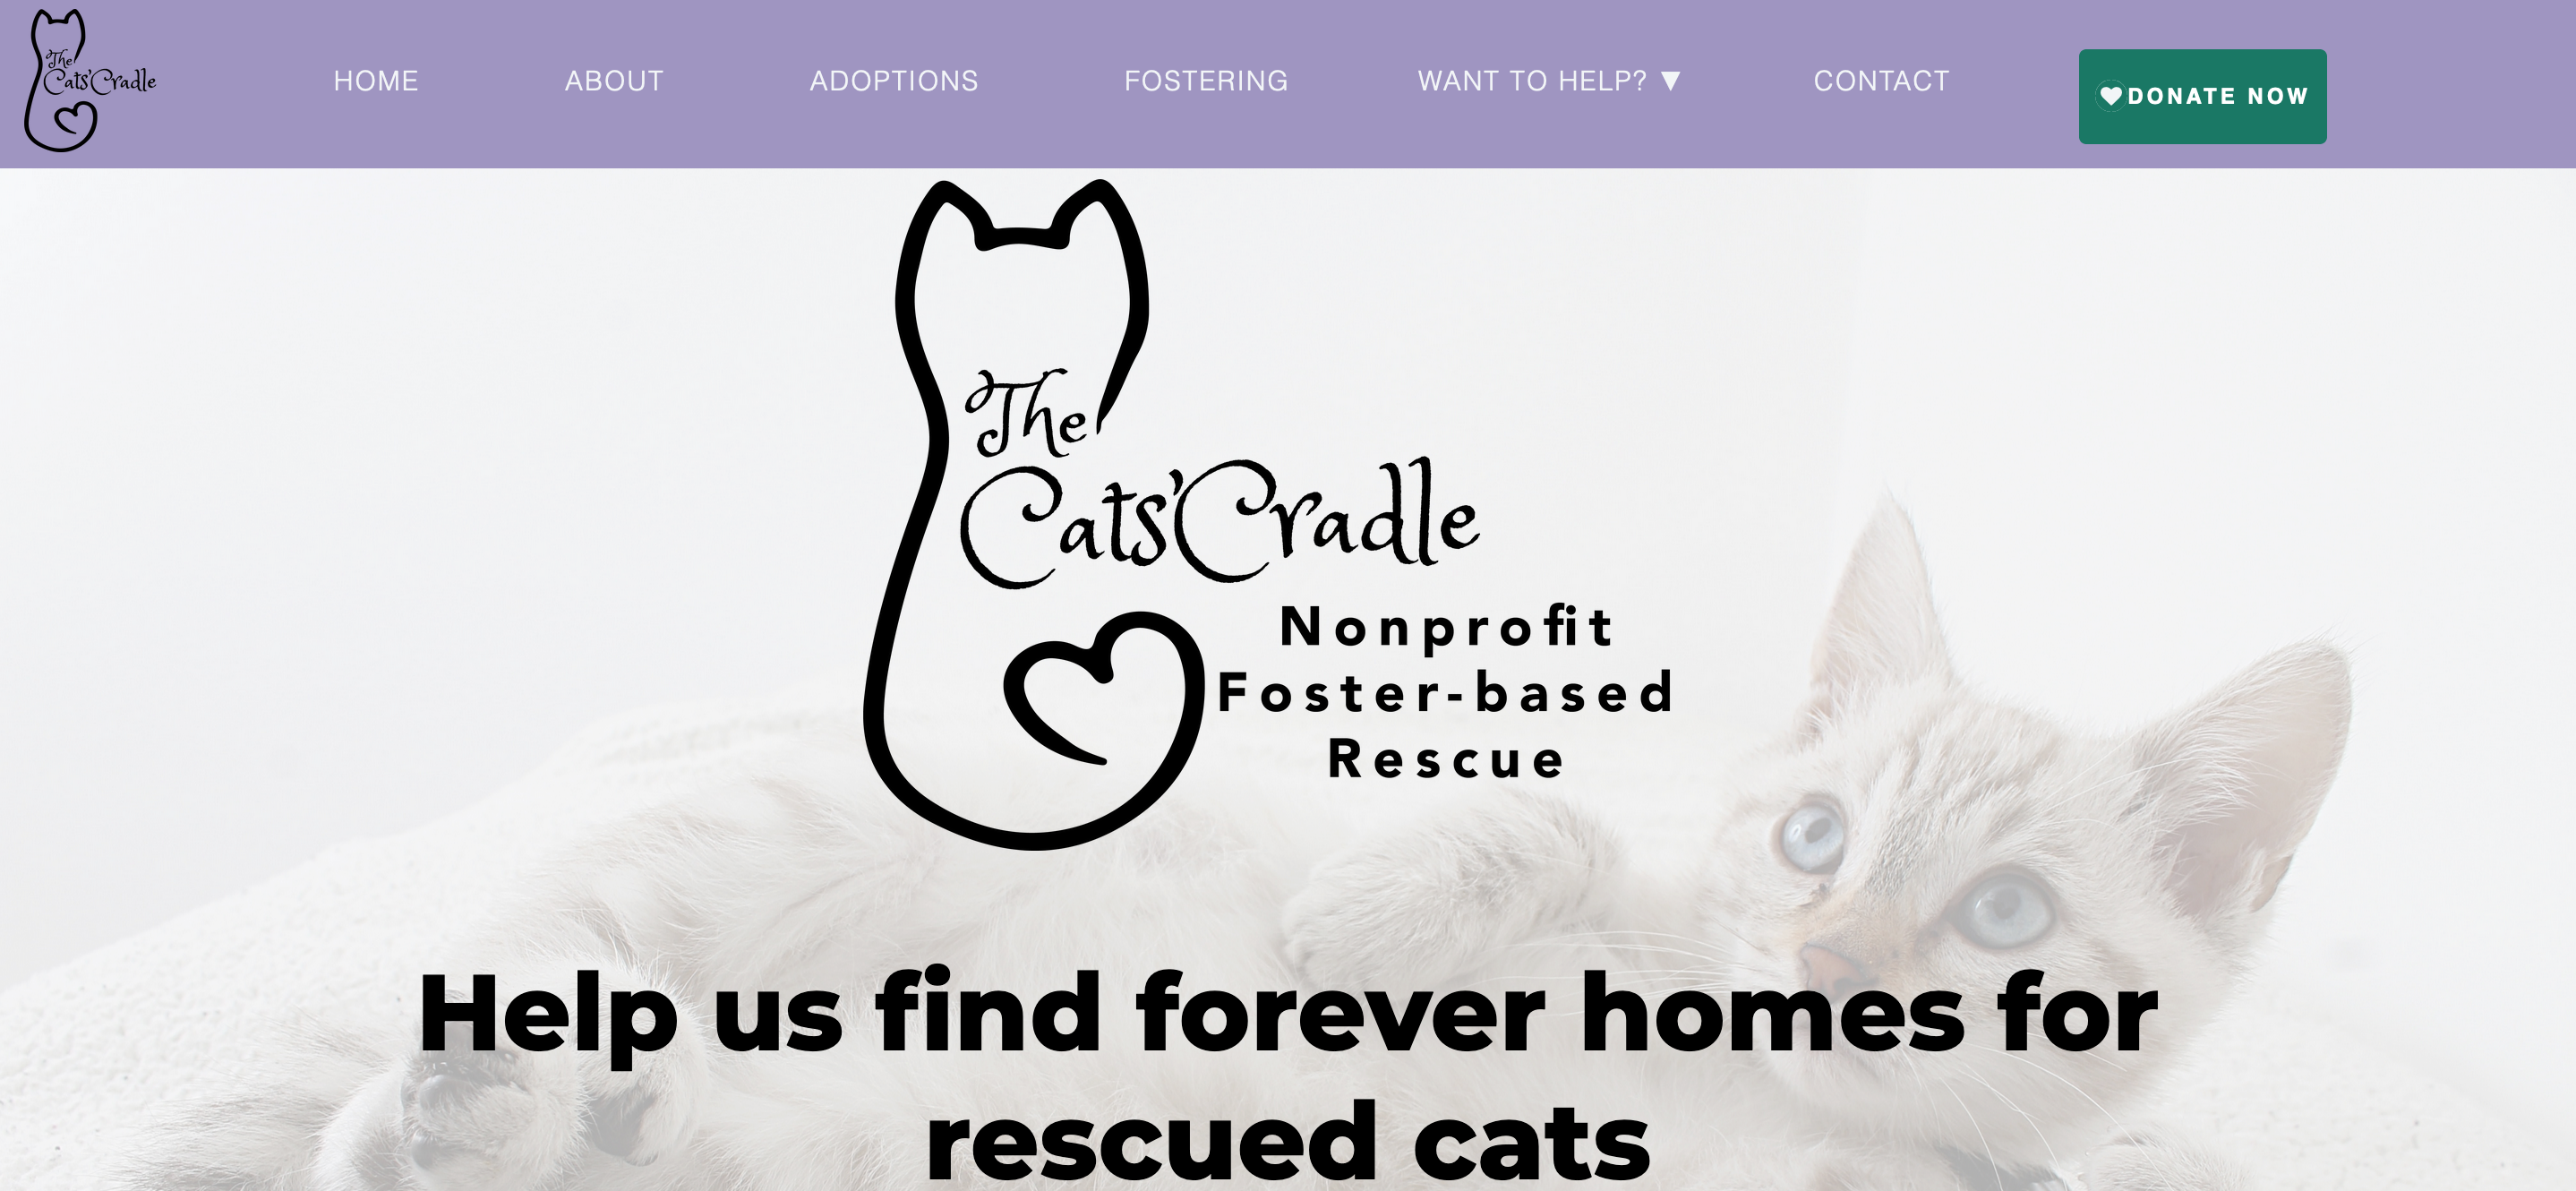 The
Cats'Cradle
HOME ABOUT ADOPTIONS FOSTERING WANT TO HELP? ▼ CONTACT DONATE NOW
The
Cats'Cradle
Nonprofit
Foster-based
Rescue
Help us find forever homes for
rescued cats